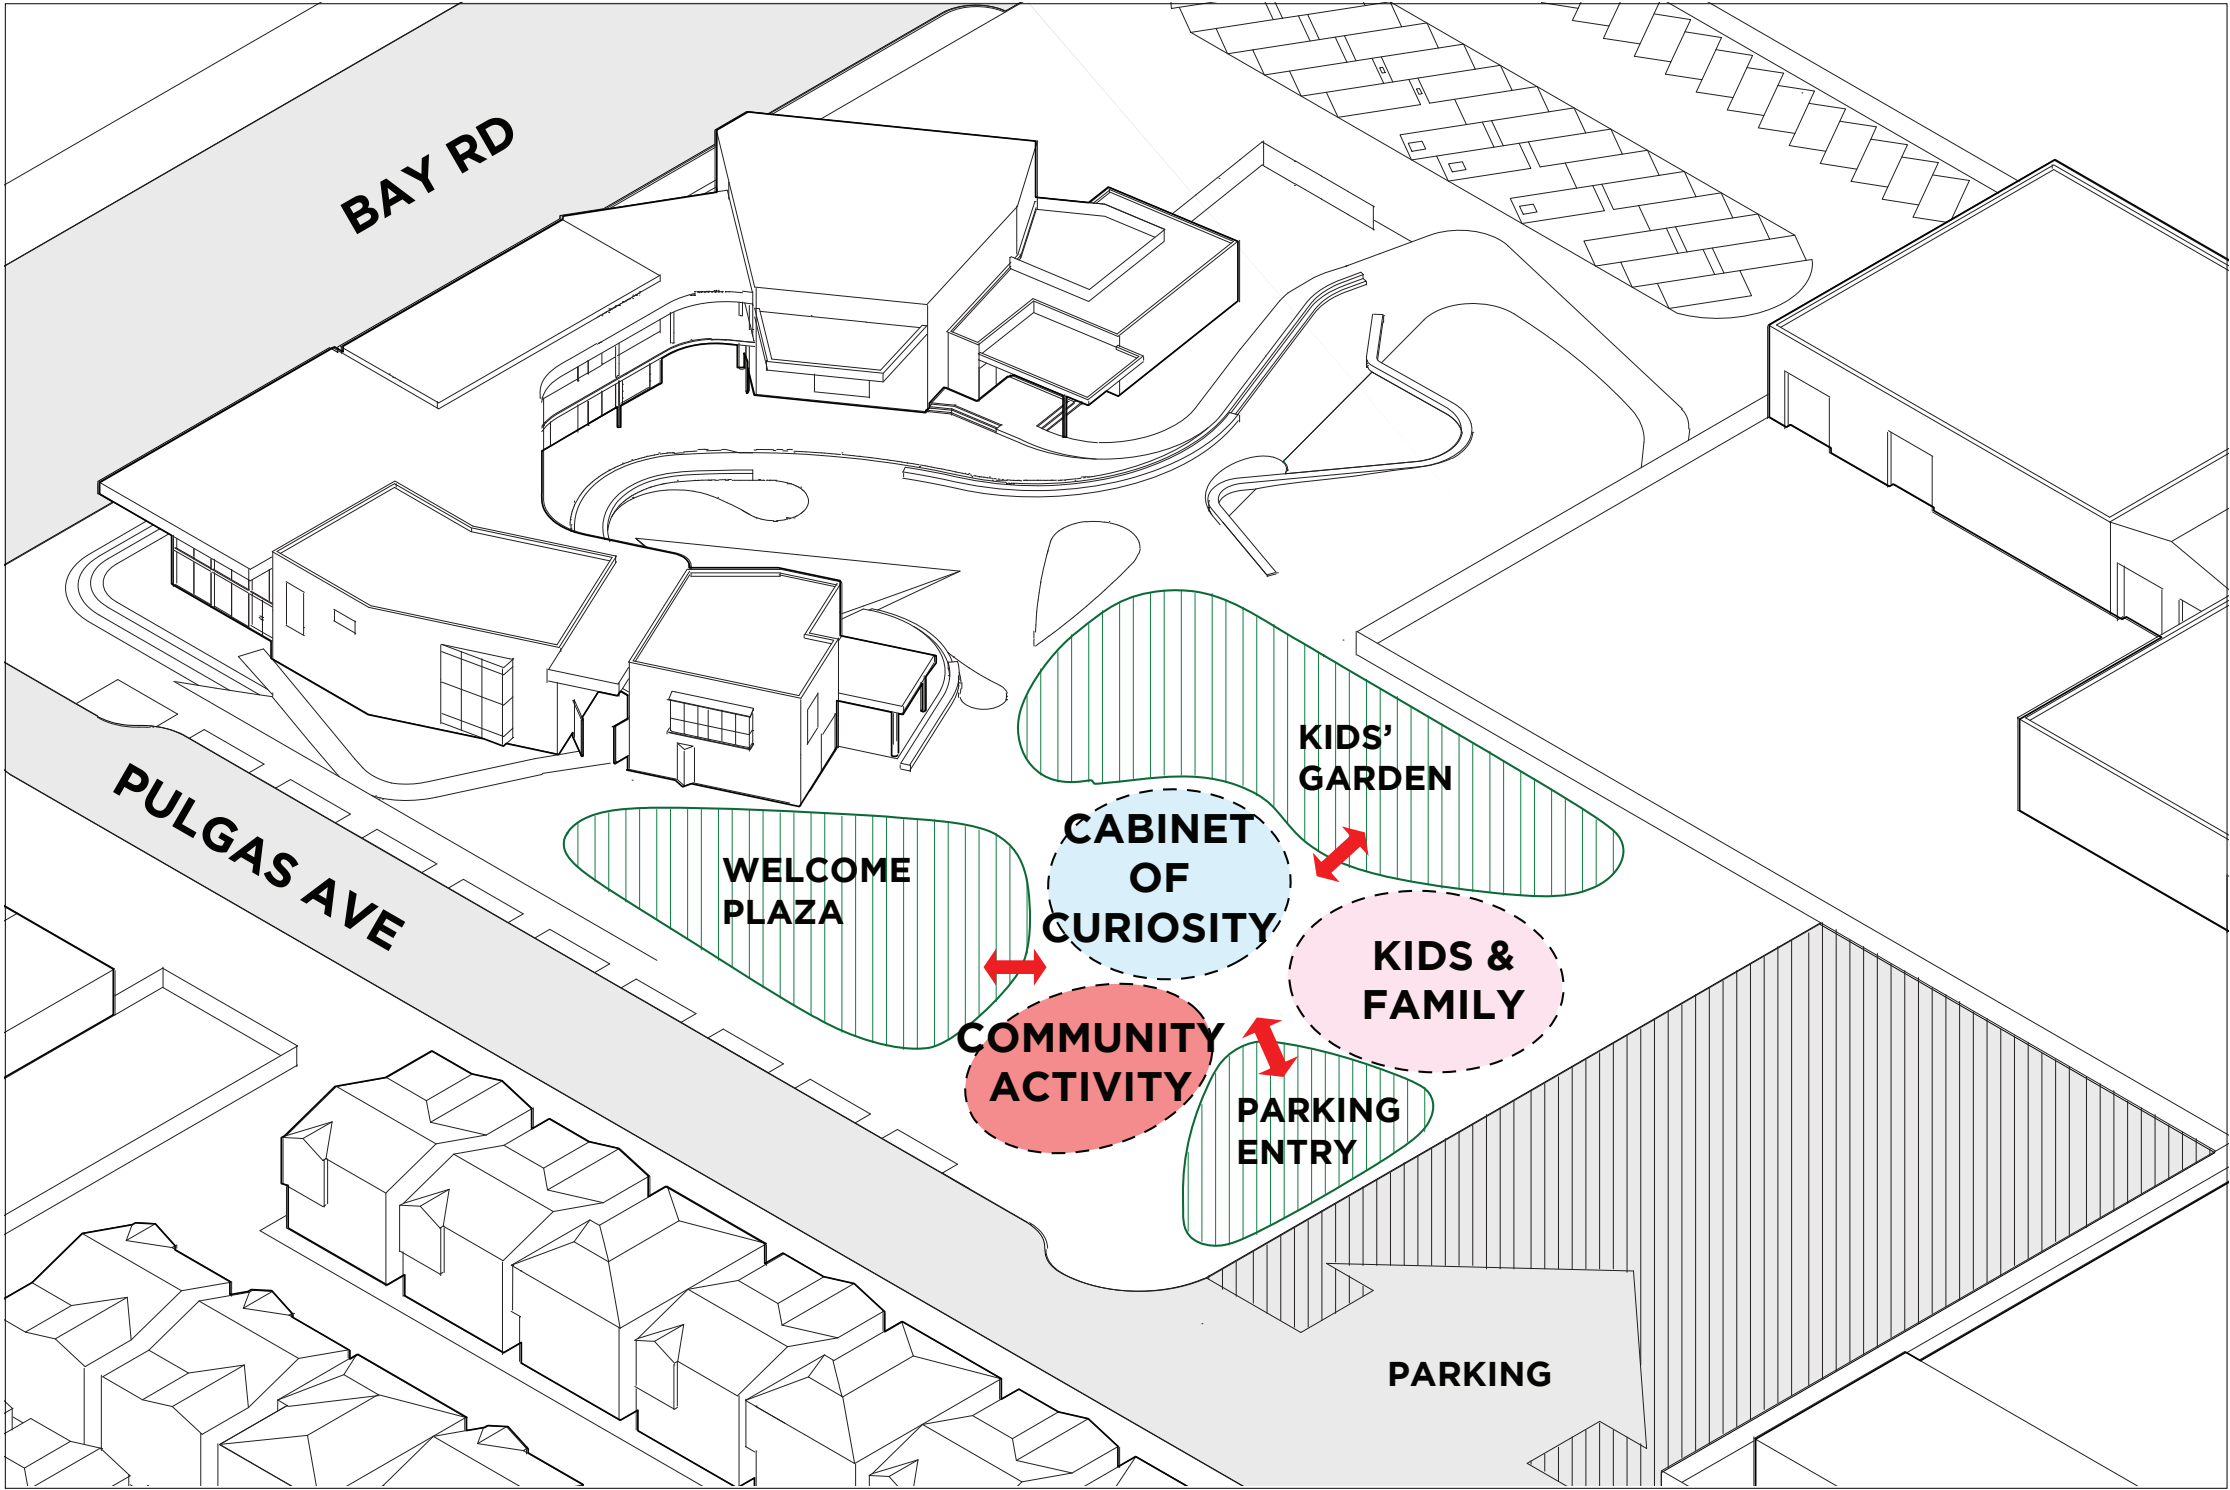 BAY RD
KIDS’
GARDEN
CABINET
OF
CURIOSITY
WELCOME
PLAZA
PULGAS AVE
KIDS &
FAMILY
COMMUNITY
ACTIVITY
PARKING
ENTRY
PARKING